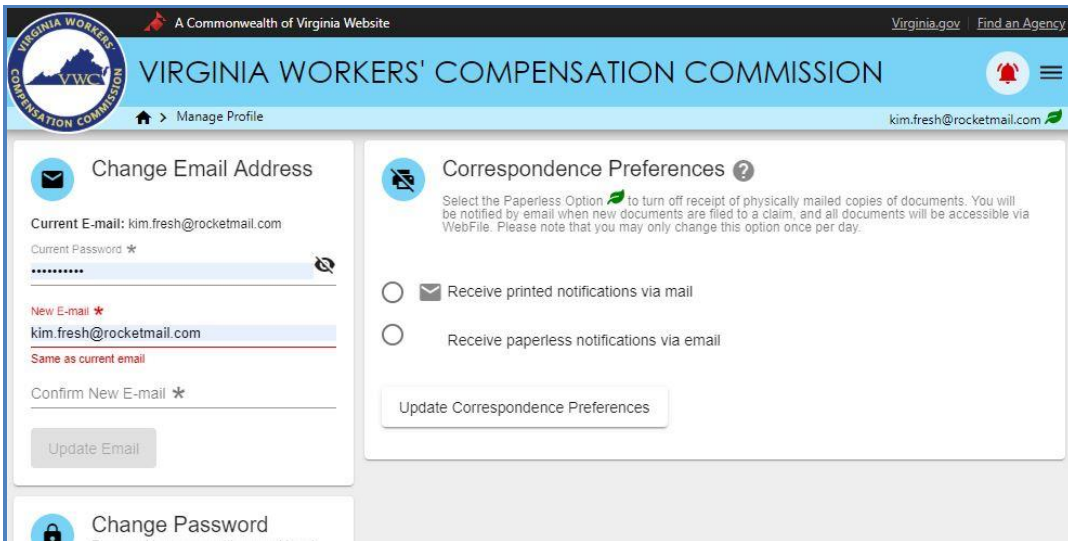 A Commonwealth of Virginia Website
Virginia.gov | Find an Agency
VIRGINIA WORKERS' COMPENSATION COMMISSION
VWC
VIRGINIA WORKERS' COMPENSATION COMMISSION
> Manage Profile
kim.fresh@rocketmail.com
Change Email Address
Current E-mail: kim.fresh@rocketmail.com
Current Password *
••••••••••
New E-mail *
kim.fresh@rocketmail.com
Same as current email
Confirm New E-mail *
Update Email
Change Password
Correspondence Preferences ?
Select the Paperless Option to turn off receipt of physically mailed copies of documents. You will
be notified by email when new documents are filed to a claim, and all documents will be accessible via
WebFile. Please note that you may only change this option once per day.
Receive printed notifications via mail
Receive paperless notifications via email
Update Correspondence Preferences